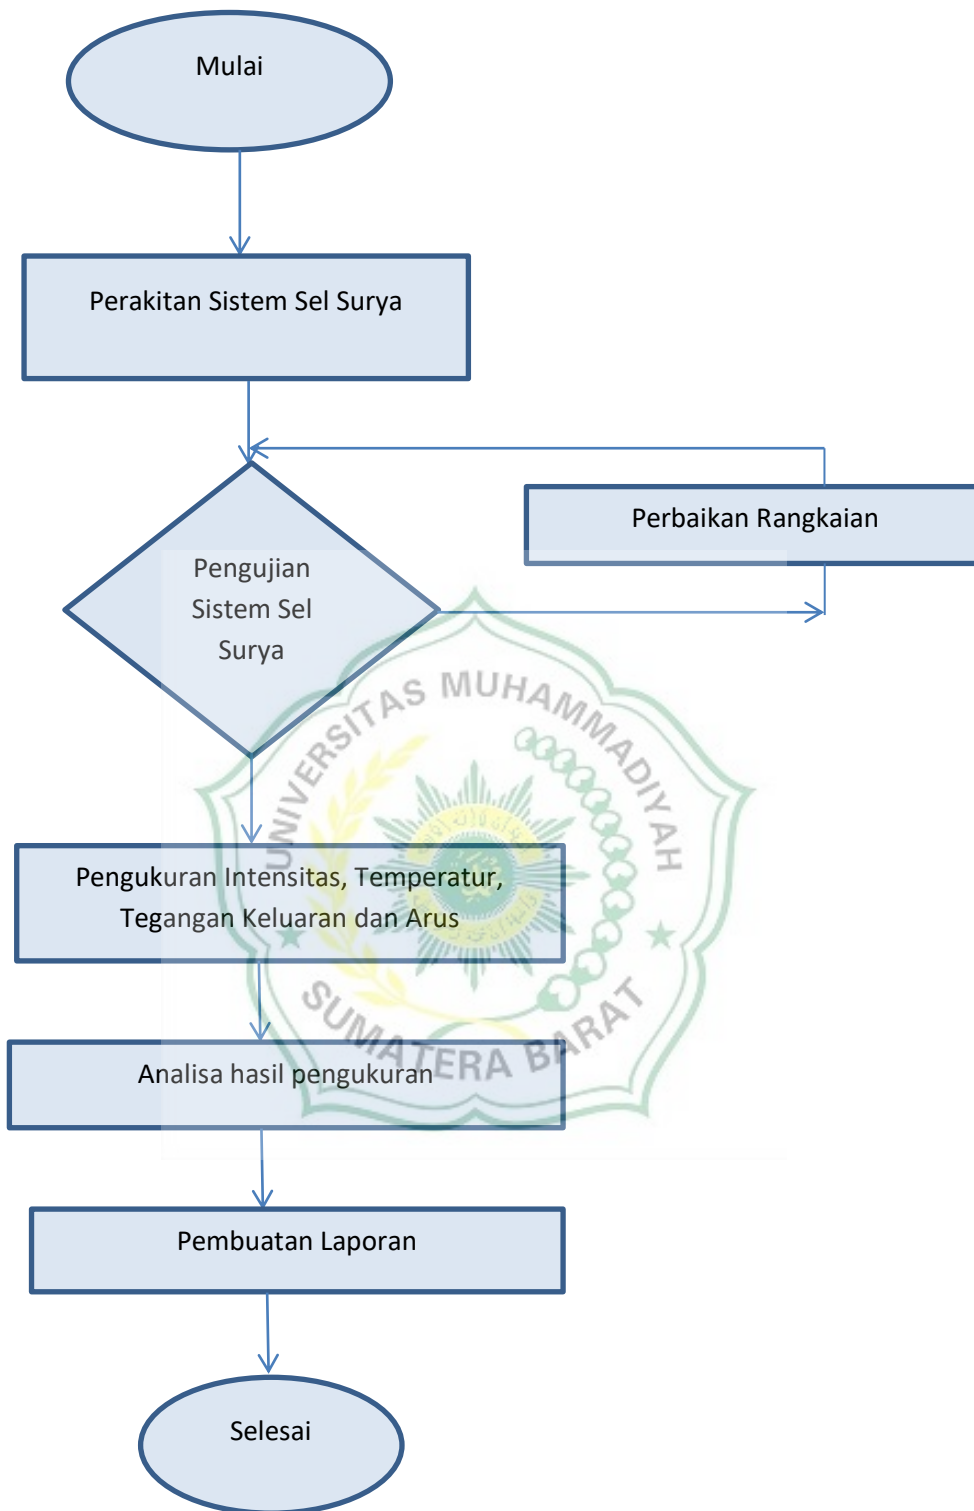 Mulai
Perakitan Sistem Sel Surya
Perbaikan Rangkaian
Pengujian
Sistem Sel
Surya
UNIVERSITAS MUHAMMADIYAH
Pengukuran Intensitas, Temperatur,
Tegangan Keluaran dan Arus
SUMATERA BARAT
Analisa hasil pengukuran
Pembuatan Laporan
Selesai